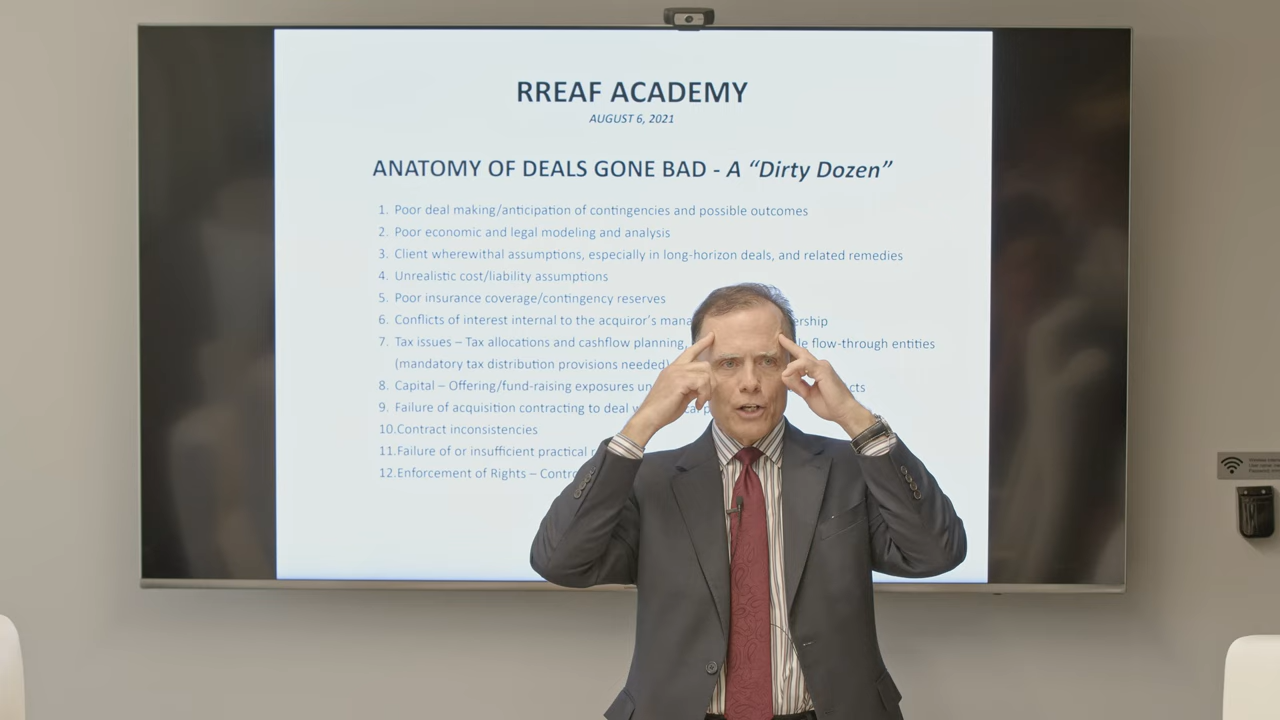 RREAF ACADEMY
AUGUST 6, 2021
ANATOMY OF DEALS GONE BAD - A “Dirty Dozen”
1. Poor deal making/anticipation of contingencies and possible outcomes
2. Poor economic and legal modeling and analysis
3. Client wherewithal assumptions, especially in long-horizon deals, and related remedies
4. Unrealistic cost/liability assumptions
5. Poor insurance coverage/contingency reserves
6. Conflicts of interest internal to the acquiror’s
7. Tax issues – Tax allocations and cashflow planning, flow-through entities
(mandatory tax distribution provisions needed)
8. Capital – Offering/fund-raising exposures
9. Failure of acquisition contracting to deal
10.Contract inconsistencies
11.Failure of or insufficient practical
12.Enforcement of Rights –